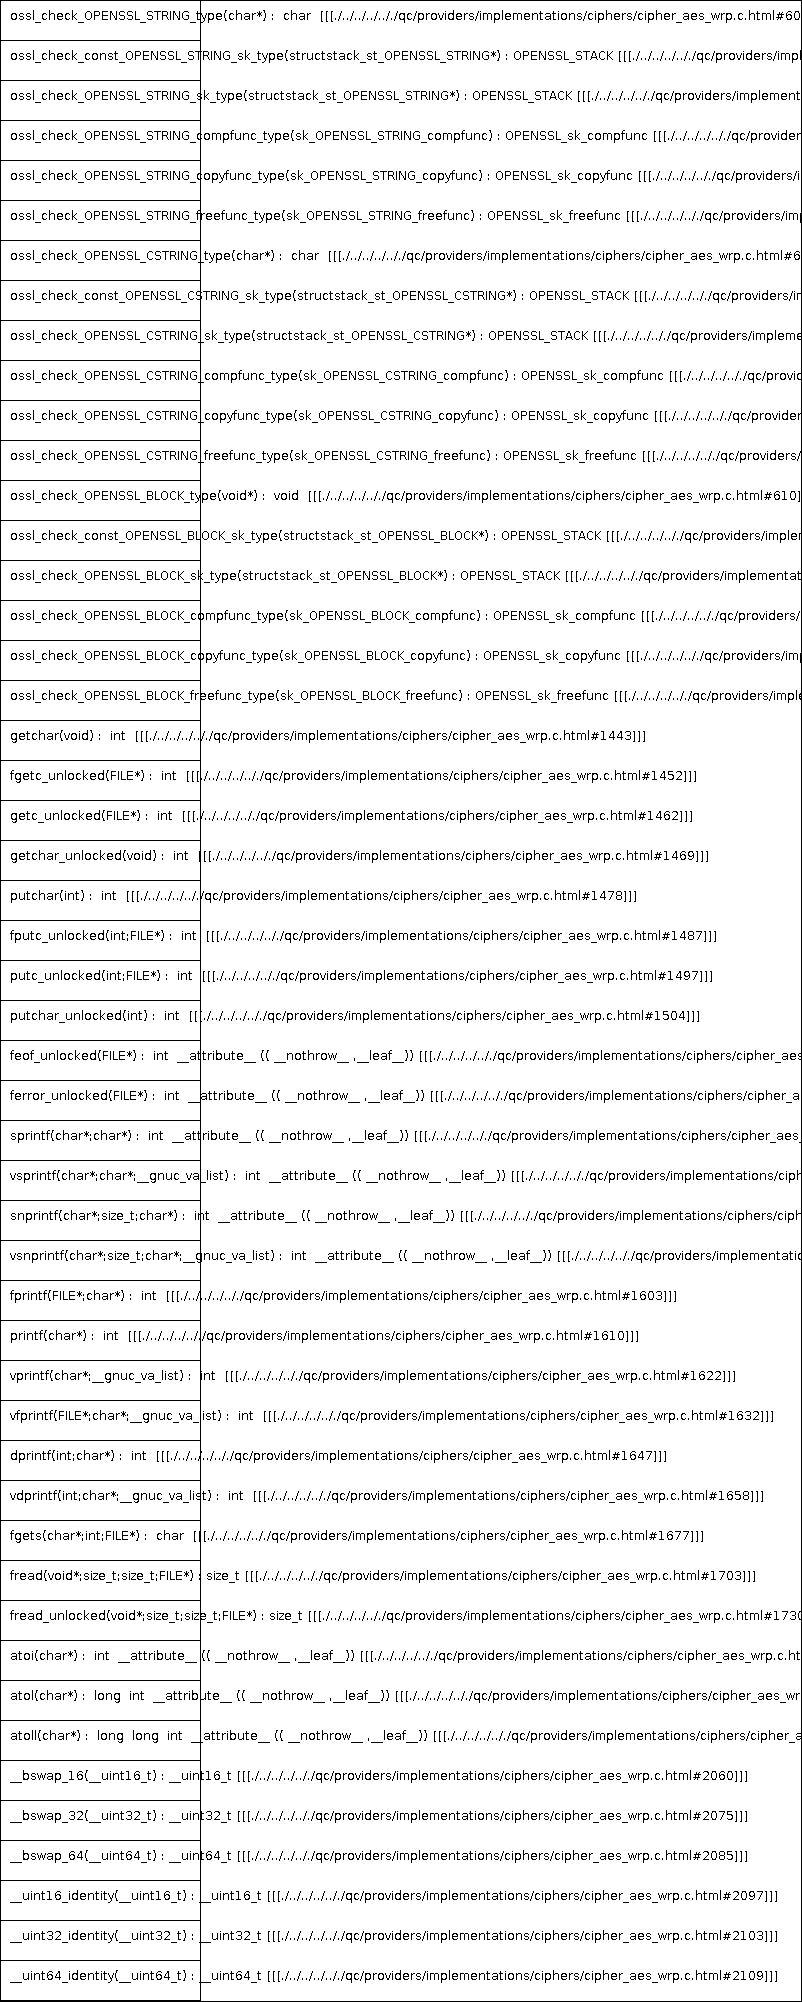 ossl_check_OPENSSL_STRING_type(char*) : char [[[./../../../../../qc/providers/implementations/ciphers/cipher_aes_wrp.c.html#60
ossl_check_const_OPENSSL_STRING_sk_type(structstack_st_OPENSSL_STRING*) : OPENSSL_STACK [[[./../../../../../qc/providers/impl
ossl_check_OPENSSL_STRING_sk_type(structstack_st_OPENSSL_STRING*) : OPENSSL_STACK [[[./../../../../../qc/providers/implement
ossl_check_OPENSSL_STRING_compfunc_type(sk_OPENSSL_STRING_compfunc) : OPENSSL_sk_compfunc [[[./../../../../../qc/provider
ossl_check_OPENSSL_STRING_copyfunc_type(sk_OPENSSL_STRING_copyfunc) : OPENSSL_sk_copyfunc [[[./../../../../../qc/providers/i
ossl_check_OPENSSL_STRING_freefunc_type(sk_OPENSSL_STRING_freefunc) : OPENSSL_sk_freefunc [[[./../../../../../qc/providers/im
ossl_check_OPENSSL_CSTRING_type(char*) : char [[[./../../../../../qc/providers/implementations/ciphers/cipher_aes_wrp.c.html#6
ossl_check_const_OPENSSL_CSTRING_sk_type(structstack_st_OPENSSL_CSTRING*) : OPENSSL_STACK [[[./../../../../../qc/providers/in
ossl_check_OPENSSL_CSTRING_sk_type(structstack_st_OPENSSL_CSTRING*) : OPENSSL_STACK [[[./../../../../../qc/providers/impleme
ossl_check_OPENSSL_CSTRING_compfunc_type(sk_OPENSSL_CSTRING_compfunc) : OPENSSL_sk_compfunc [[[./../../../../../qc/provid
ossl_check_OPENSSL_CSTRING_copyfunc_type(sk_OPENSSL_CSTRING_copyfunc) : OPENSSL_sk_copyfunc [[[./../../../../../qc/provider
ossl_check_OPENSSL_CSTRING_freefunc_type(sk_OPENSSL_CSTRING_freefunc) : OPENSSL_sk_freefunc [[[./../../../../../qc/providers/
ossl_check_OPENSSL_BLOCK_type(void*) : void [[[./../../../../../qc/providers/implementations/ciphers/cipher_aes_wrp.c.html#610]
ossl_check_const_OPENSSL_BLOCK_sk_type(structstack_st_OPENSSL_BLOCK*) : OPENSSL_STACK [[[./../../../../../qc/providers/implem
ossl_check_OPENSSL_BLOCK_sk_type(structstack_st_OPENSSL_BLOCK*) : OPENSSL_STACK [[[./../../../../../qc/providers/implementat
ossl_check_OPENSSL_BLOCK_compfunc_type(sk_OPENSSL_BLOCK_compfunc) : OPENSSL_sk_compfunc [[[./../../../../../qc/providers/
ossl_check_OPENSSL_BLOCK_copyfunc_type(sk_OPENSSL_BLOCK_copyfunc) : OPENSSL_sk_copyfunc [[[./../../../../../qc/providers/imp
ossl_check_OPENSSL_BLOCK_freefunc_type(sk_OPENSSL_BLOCK_freefunc) : OPENSSL_sk_freefunc [[[./../../../../../qc/providers/imple
getchar(void) : int [[[./../../../../../qc/providers/implementations/ciphers/cipher_aes_wrp.c.html#1443]]]
fgetc_unlocked(FILE*) : int [[[./../../../../../qc/providers/implementations/ciphers/cipher_aes_wrp.c.html#1452]]]
getc_unlocked(FILE*) : int [[[./../../../../../qc/providers/implementations/ciphers/cipher_aes_wrp.c.html#1462]]]
getchar_unlocked(void) : int [[[./../../../../../qc/providers/implementations/ciphers/cipher_aes_wrp.c.html#1469]]]
putchar(int) : int [[[./../../../../../qc/providers/implementations/ciphers/cipher_aes_wrp.c.html#1478]]]
fputc_unlocked(int;FILE*) : int [[[./../../../../../qc/providers/implementations/ciphers/cipher_aes_wrp.c.html#1487]]]
putc_unlocked(int;FILE*) : int [[[./../../../../../qc/providers/implementations/ciphers/cipher_aes_wrp.c.html#1497]]]
putchar_unlocked(int) : int [[[./../../../../../qc/providers/implementations/ciphers/cipher_aes_wrp.c.html#1504]]]
feof_unlocked(FILE*) : int __attribute__ (( __nothrow__ ,__leaf__)) [[[./../../../../../qc/providers/implementations/ciphers/cipher_aes
ferror_unlocked(FILE*) : int __attribute__ (( __nothrow__ ,__leaf__)) [[[./../../../../../qc/providers/implementations/ciphers/cipher_a
sprintf(char*;char*) : int __attribute__ (( __nothrow__ ,__leaf__)) [[[./../../../../../qc/providers/implementations/ciphers/cipher_aes_
vsprintf(char*;char*;__gnuc_va_list) : int __attribute__ (( __nothrow__ ,__leaf__)) [[[./../../../../../qc/providers/implementations/ciph
snprintf(char*;size_t;char*) : int __attribute__ (( __nothrow__ ,__leaf__)) [[[./../../../../../qc/providers/implementations/ciphers/ciph
vsnprintf(char*;size_t;char*;__gnuc_va_list) : int __attribute__ (( __nothrow__ ,__leaf__)) [[[./../../../../../qc/providers/implementatio
fprintf(FILE*;char*) : int [[[./../../../../../qc/providers/implementations/ciphers/cipher_aes_wrp.c.html#1603]]]
printf(char*) : int [[[./../../../../../qc/providers/implementations/ciphers/cipher_aes_wrp.c.html#1610]]]
vprintf(char*;__gnuc_va_list) : int [[[./../../../../../qc/providers/implementations/ciphers/cipher_aes_wrp.c.html#1622]]]
vfprintf(FILE*;char*;__gnuc_va_list) : int [[[./../../../../../qc/providers/implementations/ciphers/cipher_aes_wrp.c.html#1632]]]
dprintf(int;char*) : int [[[./../../../../../qc/providers/implementations/ciphers/cipher_aes_wrp.c.html#1647]]]
vdprintf(int;char*;__gnuc_va_list) : int [[[./../../../../../qc/providers/implementations/ciphers/cipher_aes_wrp.c.html#1658]]]
fgets(char*;int;FILE*) : char [[[./../../../../../qc/providers/implementations/ciphers/cipher_aes_wrp.c.html#1677]]]
fread(void*;size_t;size_t;FILE*) : size_t [[[./../../../../../qc/providers/implementations/ciphers/cipher_aes_wrp.c.html#1703]]]
fread_unlocked(void*;size_t;size_t;FILE*) : size_t [[[./../../../../../qc/providers/implementations/ciphers/cipher_aes_wrp.c.html#1730
atoi(char*) : int __attribute__ (( __nothrow__ ,__leaf__)) [[[./../../../../../qc/providers/implementations/ciphers/cipher_aes_wrp.c.ht
atol(char*) : long int __attribute__ (( __nothrow__ ,__leaf__)) [[[./../../../../../qc/providers/implementations/ciphers/cipher_aes_wr
atoll(char*) : long long int __attribute__ (( __nothrow__ ,__leaf__)) [[[./../../../../../qc/providers/implementations/ciphers/cipher_a
__bswap_16(__uint16_t) : __uint16_t [[[./../../../../../qc/providers/implementations/ciphers/cipher_aes_wrp.c.html#2060]]]
__bswap_32(__uint32_t) : __uint32_t [[[./../../../../../qc/providers/implementations/ciphers/cipher_aes_wrp.c.html#2075]]]
__bswap_64(__uint64_t) : __uint64_t [[[./../../../../../qc/providers/implementations/ciphers/cipher_aes_wrp.c.html#2085]]]
__uint16_identity(__uint16_t) : __uint16_t [[[./../../../../../qc/providers/implementations/ciphers/cipher_aes_wrp.c.html#2097]]]
__uint32_identity(__uint32_t) : __uint32_t [[[./../../../../../qc/providers/implementations/ciphers/cipher_aes_wrp.c.html#2103]]]
__uint64_identity(__uint64_t) : __uint64_t [[[./../../../../../qc/providers/implementations/ciphers/cipher_aes_wrp.c.html#2109]]]